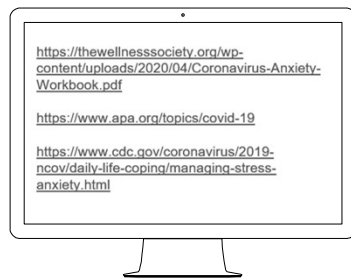 https://thewellnesssociety.org/wp-
content/uploads/2020/04/Coronavirus-Anxiety-
Workbook.pdf
https://www.apa.org/topics/covid-19
https://www.cdc.gov/coronavirus/2019-
ncov/daily-life-coping/managing-stress-
anxiety.html